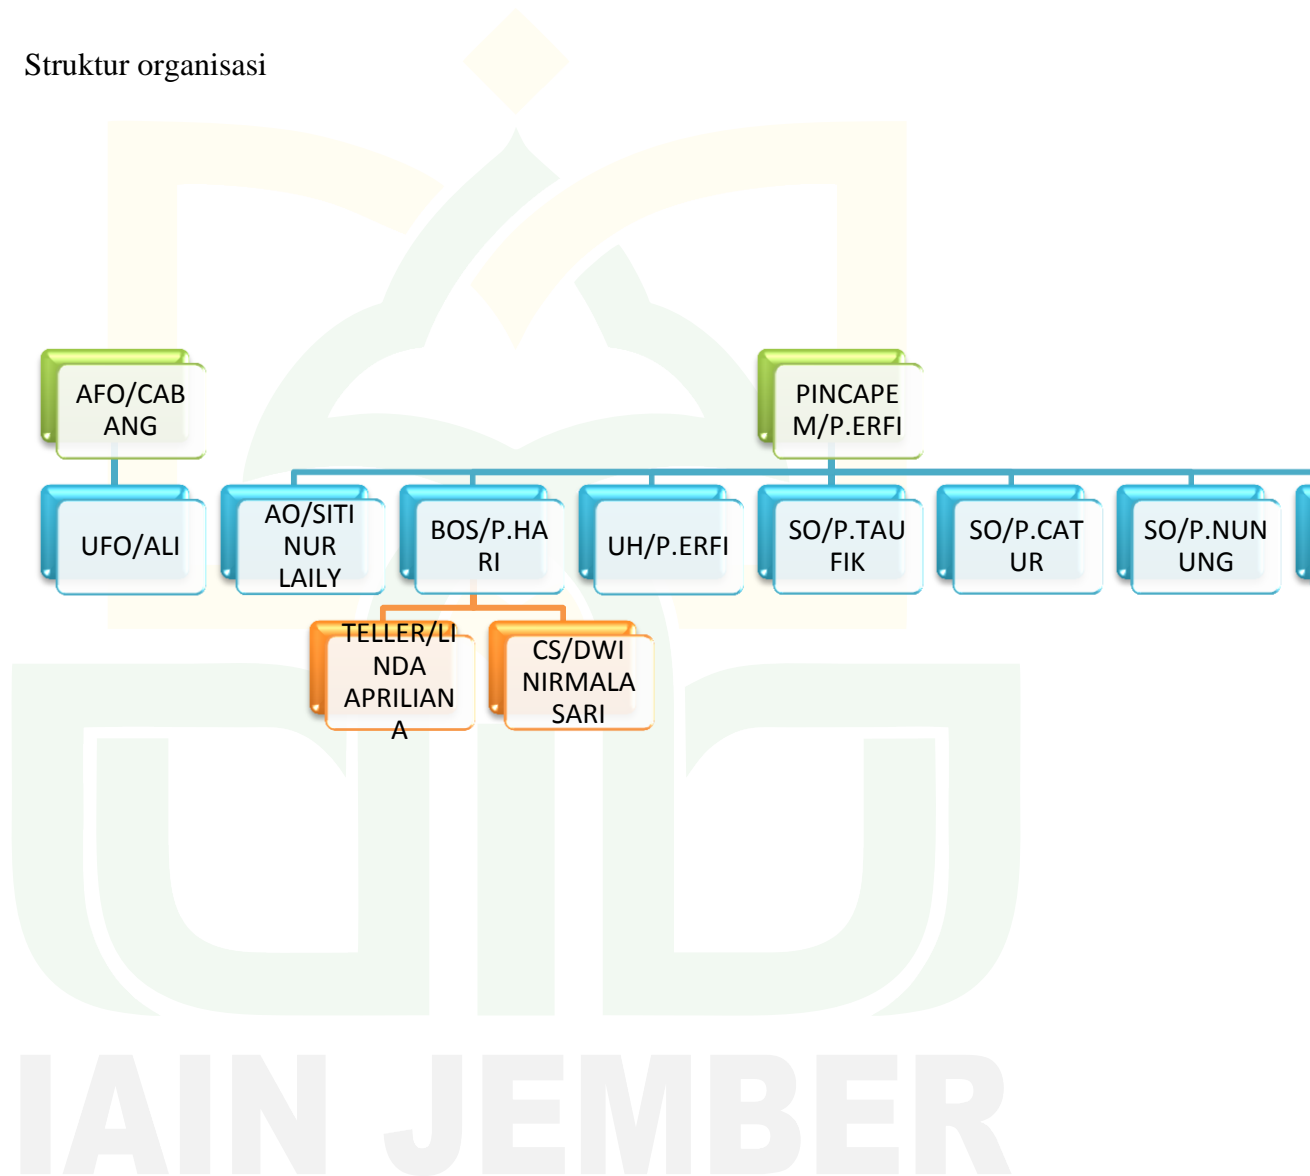 Struktur organisasi
AFO/CAB
ANG
PINCAPE
M/P.ERFI
UFO/ALI
AO/SITI
NUR
LAILY
BOS/P.HA
RI
UH/P.ERFI
SO/P.TAU
FIK
SO/P.CAT
UR
SO/P.NUN
UNG
TELLER/LI
NDA
APRILIAN
A
CS/DWI
NIRMALA
SARI
IAIN JEMBER